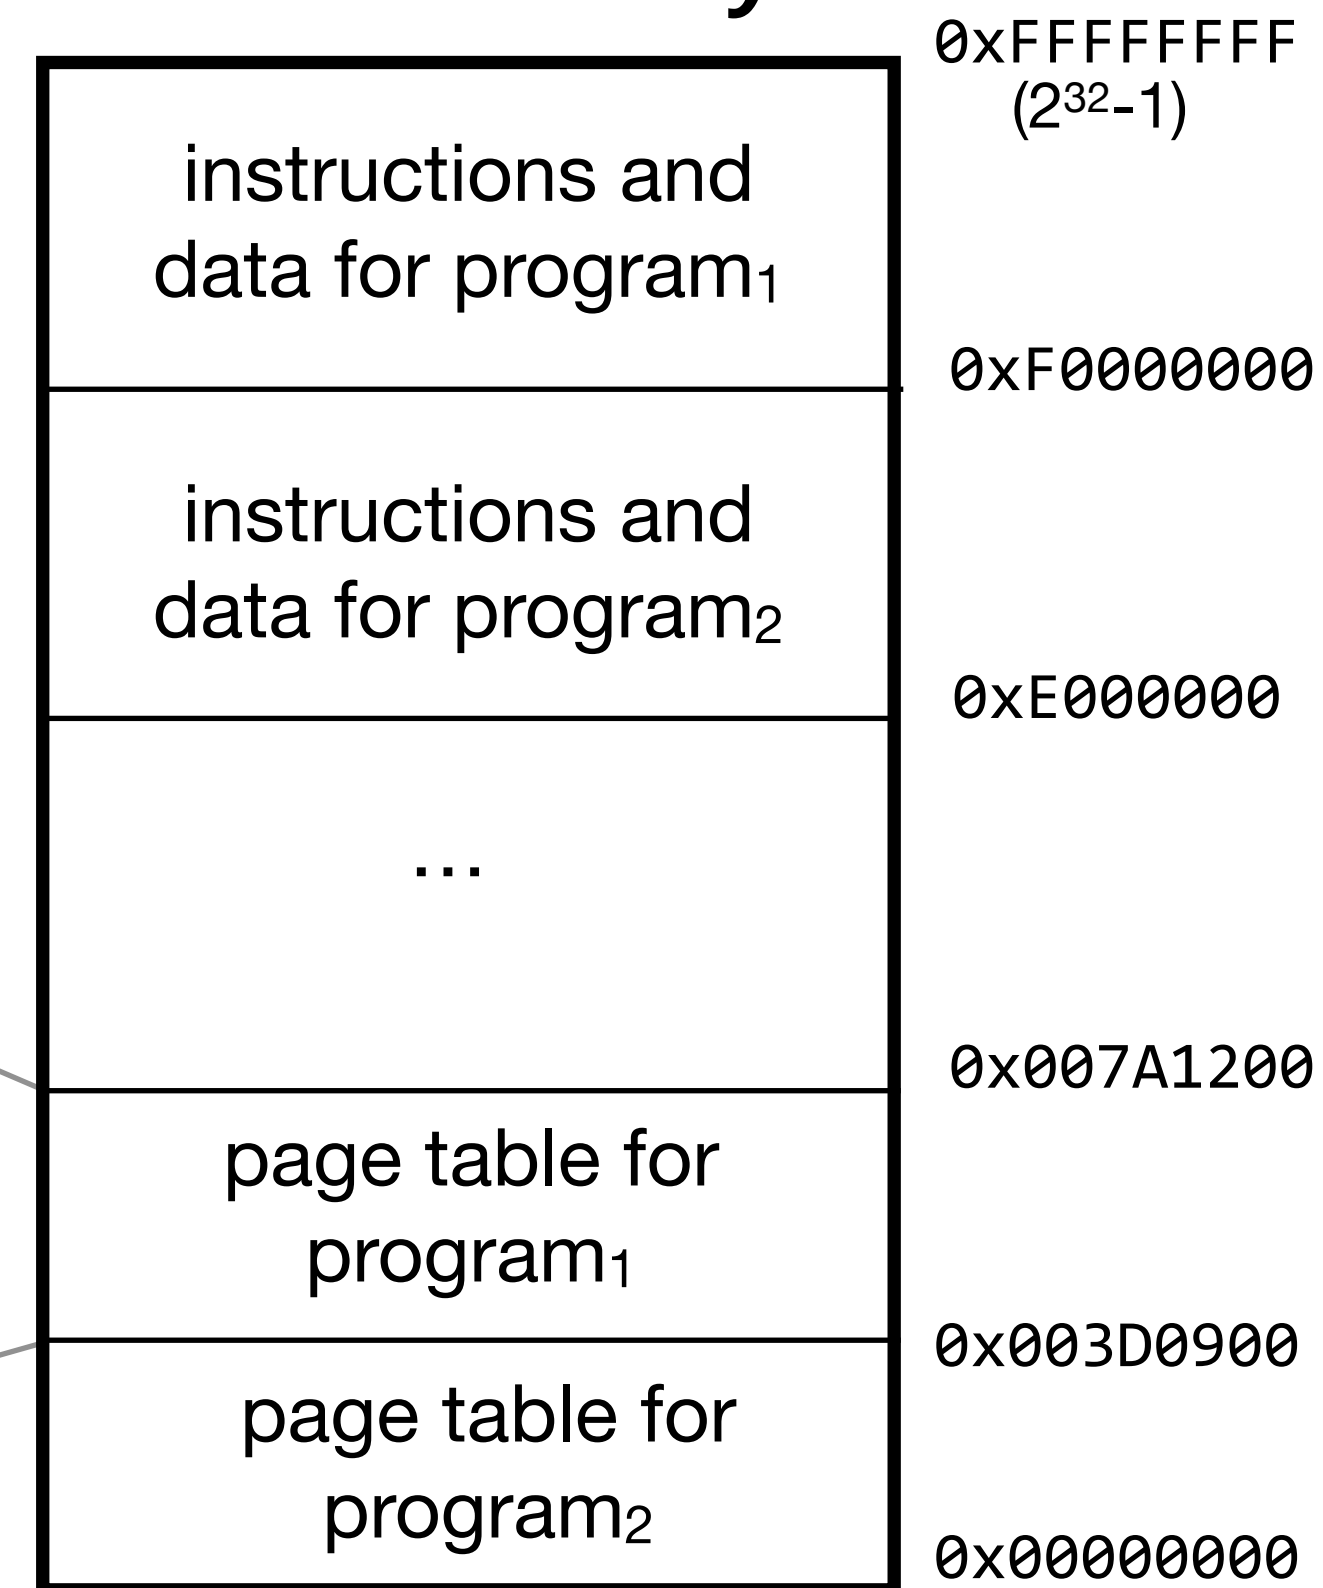 0xFFFFFFFF
(2³²-1)
instructions and
data for program₁
0xF0000000
instructions and
data for program₂
0xE000000
...
0x007A1200
page table for
program₁
0x003D0900
page table for
program₂
0x00000000